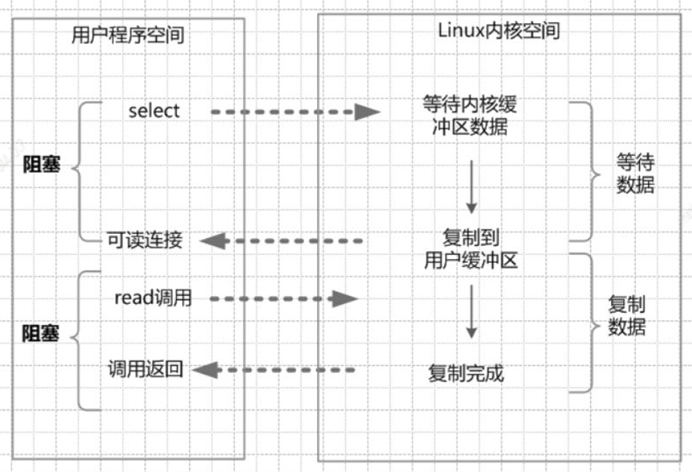 用户程序空间
Linux内核空间
select
等待内核缓
冲区数据
阻塞
等待
数据
可读连接
复制到
用户缓冲区
read调用
复制
数据
阻塞
调用返回
复制完成